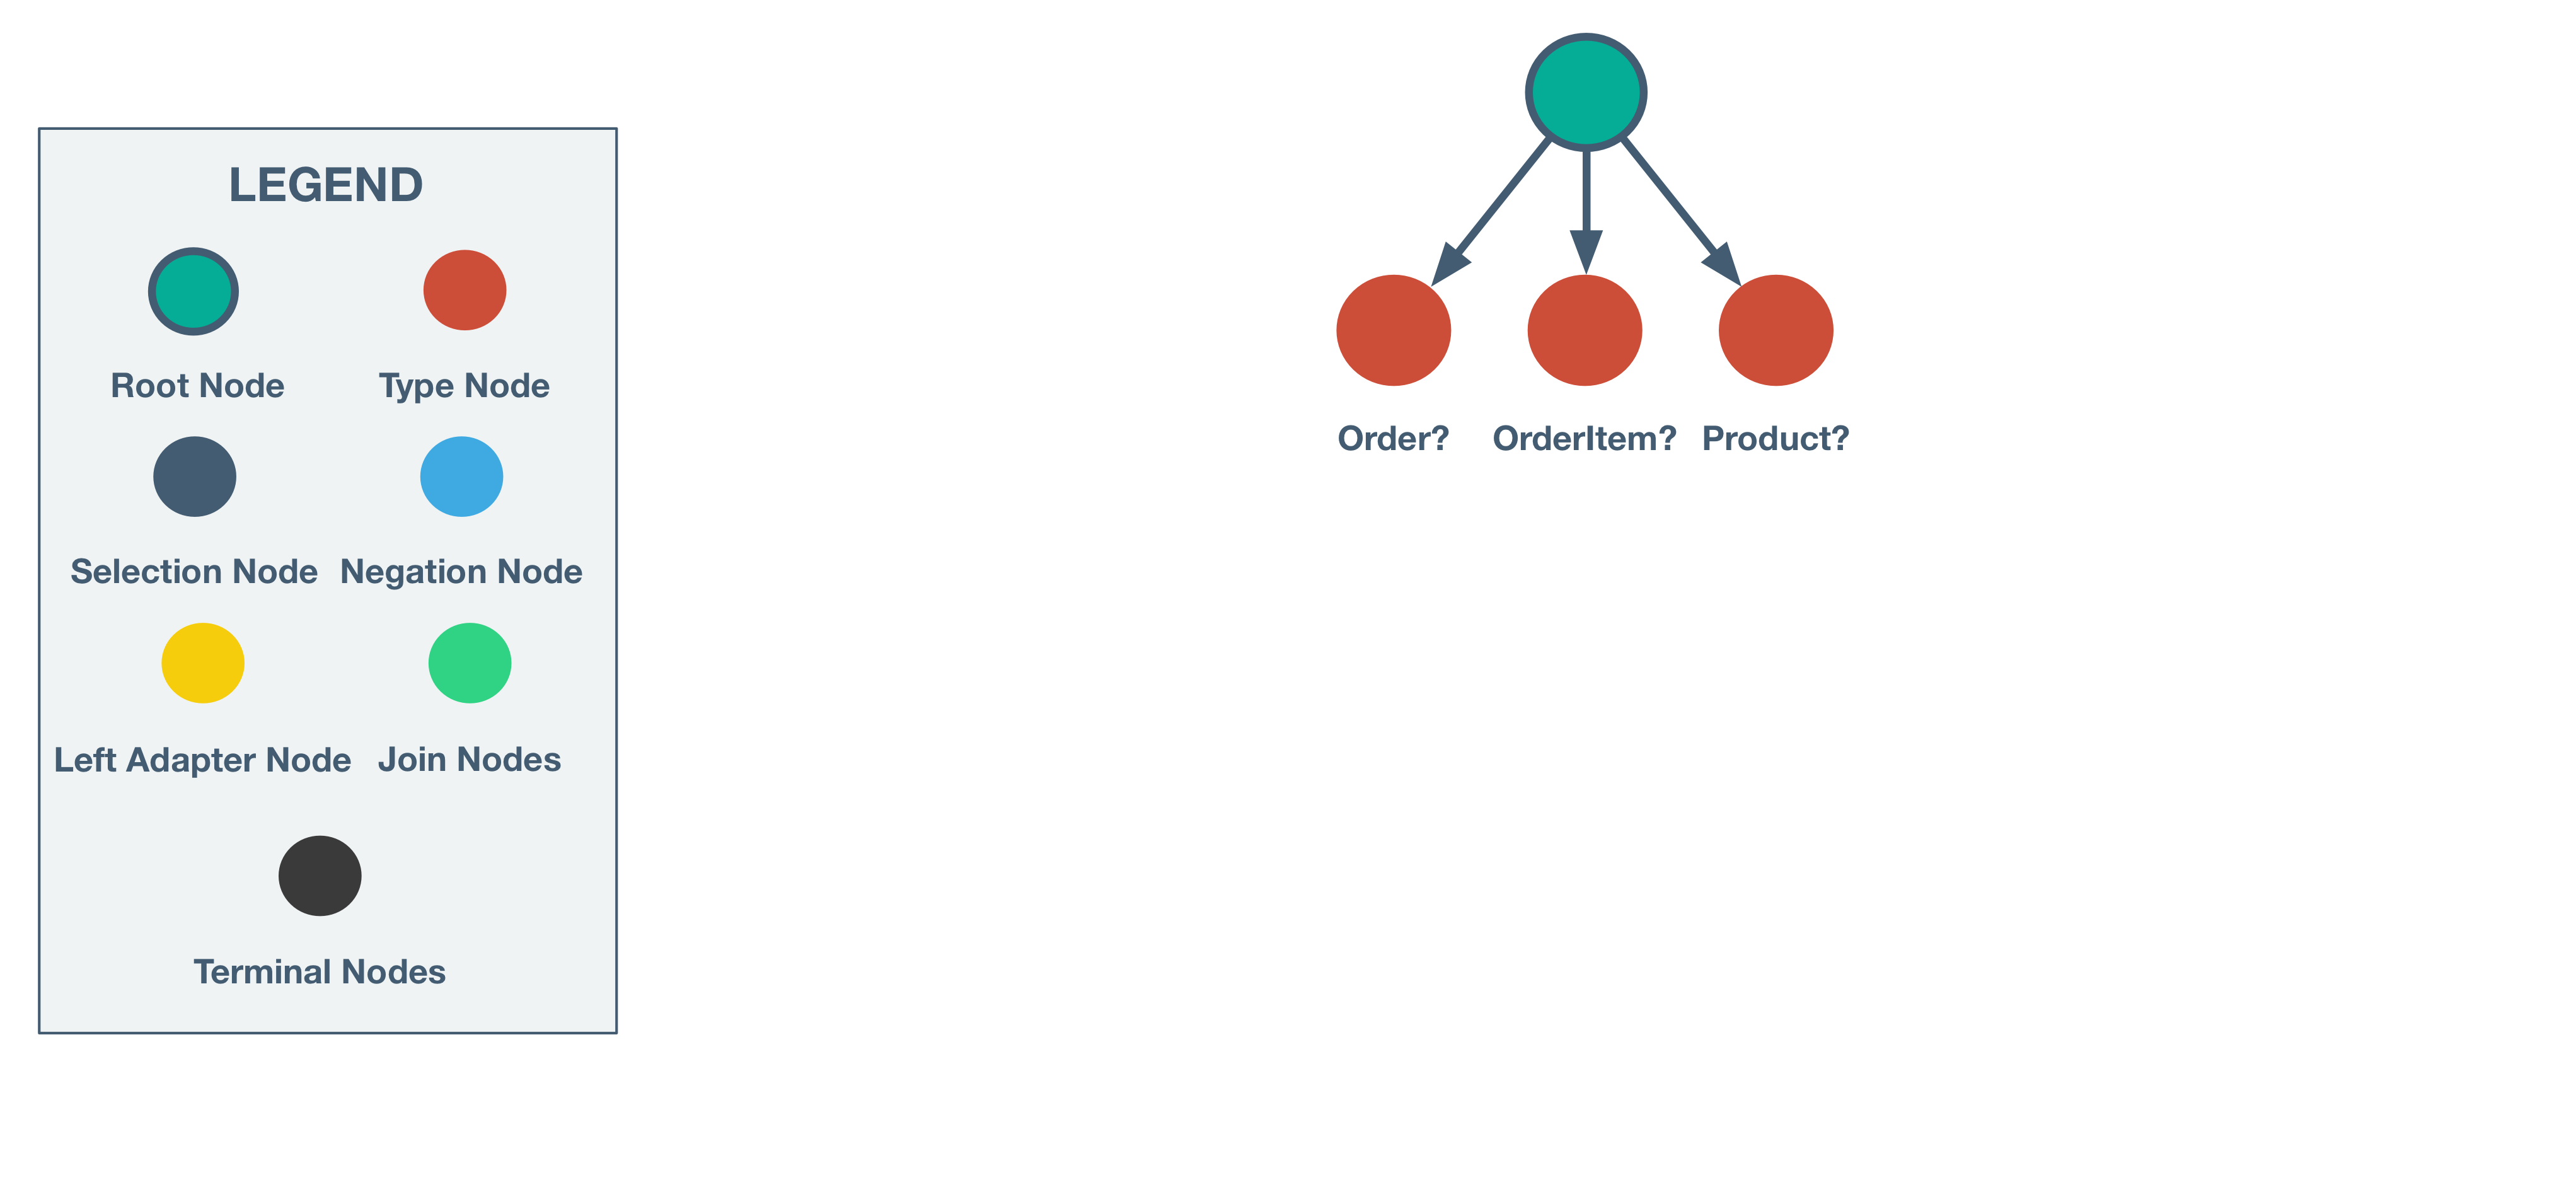 LEGEND
Root Node
Type Node
Selection Node
Negation Node
Left Adapter Node
Join Nodes
Terminal Nodes
Order?
OrderItem?
Product?